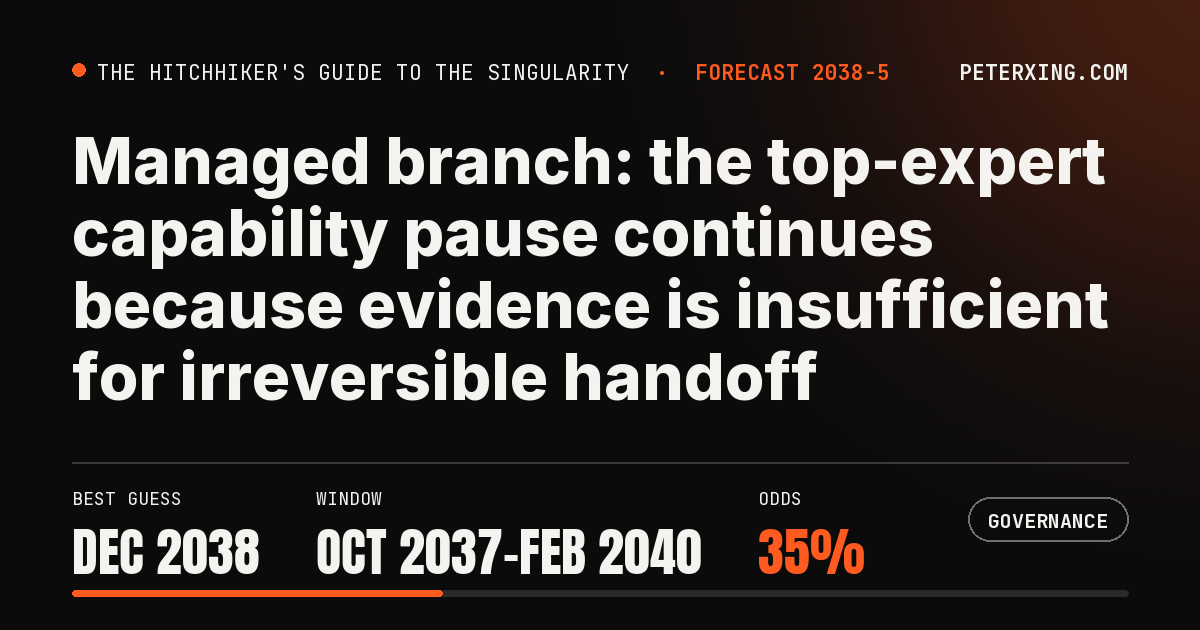 THE HITCHHIKER'S GUIDE TO THE SINGULARITY · FORECAST 2038-5 PETERXING.COM
Managed branch: the top-expert
capability pause continues
because evidence is insufficient
for irreversible handoff
BEST GUESS WINDOW ODDS
DEC 2038 OCT 2037-FEB 2040 35% GOVERNANCE